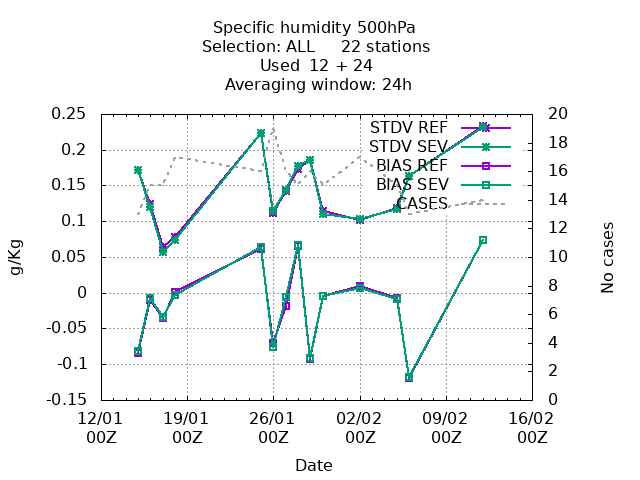 Specific humidity 500hPa
Selection: ALL 22 stations
Used 12 + 24
Averaging window: 24h
0.25
0.2
0.15
0.1
0.05
0
-0.05
-0.1
-0.15
g/Kg
20
18
16
14
12
10
8
6
4
2
0
No cases
STDV REF
STDV SEV
BIAS REF
BIAS SEV
CASES
12/01 19/01 26/01 02/02 09/02 16/02
00Z 00Z 00Z 00Z 00Z 00Z
Date